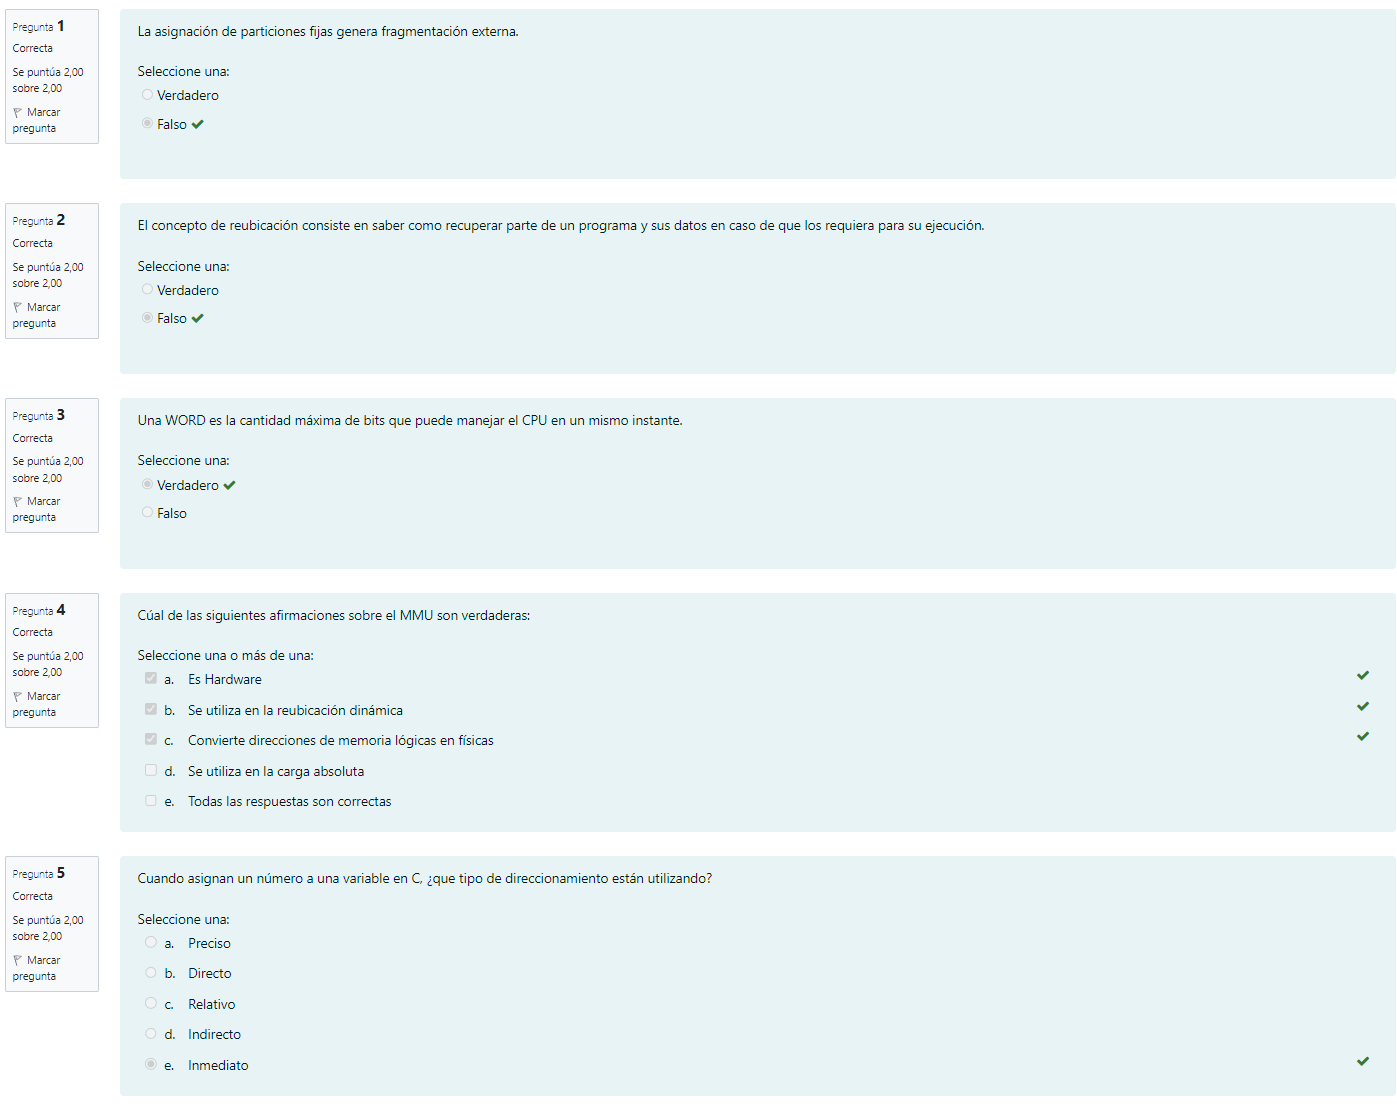 Pregunta 1
Correcta
Se puntúa 2,00
sobre 2,00
Marcar
pregunta
La asignación de particiones fijas genera fragmentación externa.
Seleccione una:
Verdadero
Falso
Pregunta 2
Correcta
Se puntúa 2,00
sobre 2,00
Marcar
pregunta
El concepto de reubicación consiste en saber como recuperar parte de un programa y sus datos en caso de que los requiera para su ejecución.
Seleccione una:
Verdadero
Falso
Pregunta 3
Correcta
Se puntúa 2,00
sobre 2,00
Marcar
pregunta
Una WORD es la cantidad máxima de bits que puede manejar el CPU en un mismo instante.
Seleccione una:
Verdadero
Falso
Pregunta 4
Correcta
Se puntúa 2,00
sobre 2,00
Marcar
pregunta
Cúal de las siguientes afirmaciones sobre el MMU son verdaderas:
Seleccione una o más de una:
a. Es Hardware
b. Se utiliza en la reubicación dinámica
c. Convierte direcciones de memoria lógicas en físicas
d. Se utiliza en la carga absoluta
e. Todas las respuestas son correctas
Pregunta 5
Correcta
Se puntúa 2,00
sobre 2,00
Marcar
pregunta
Cuando asignan un número a una variable en C, ¿que tipo de direccionamiento están utilizando?
Seleccione una:
a. Preciso
b. Directo
c. Relativo
d. Indirecto
e. Inmediato